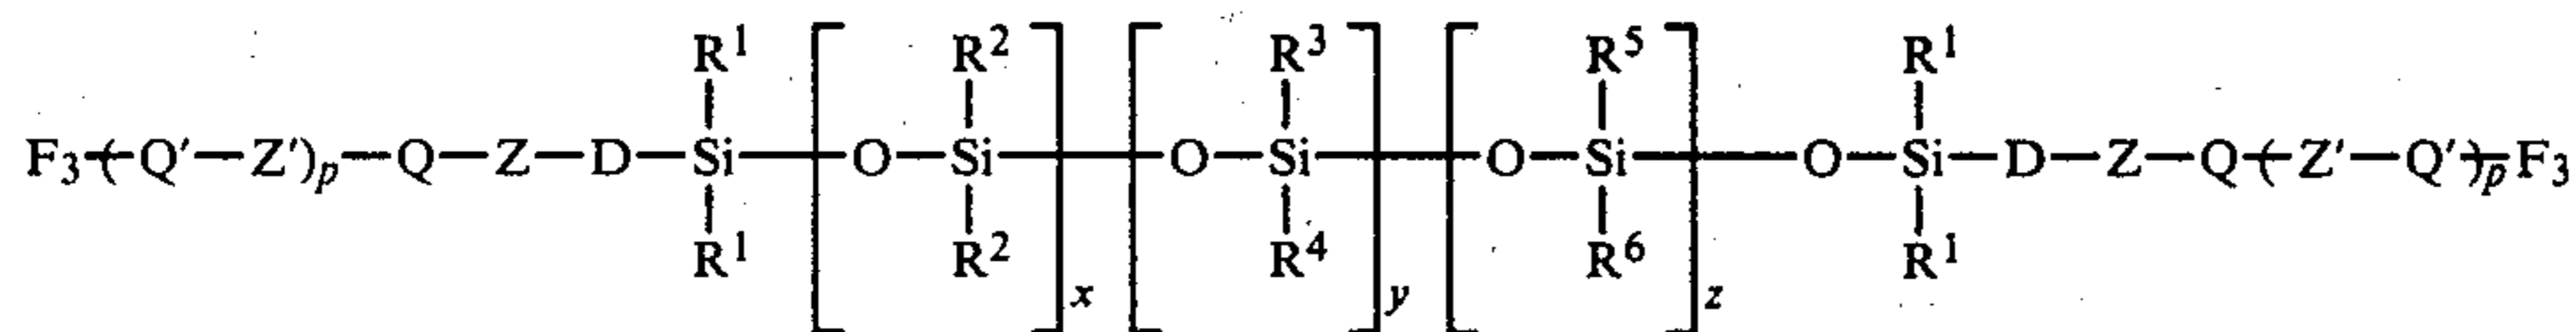 R¹ R² R³ R⁵ R¹
F₃-(Q′—Z′)ₚ—Q—Z—D—Si—[O—Si]—[O—Si]—[O—Si]—O—Si—D—Z—Q-(Z′—Q′)ₚF₃
R¹ R² R⁴ R⁶ R¹
x y z